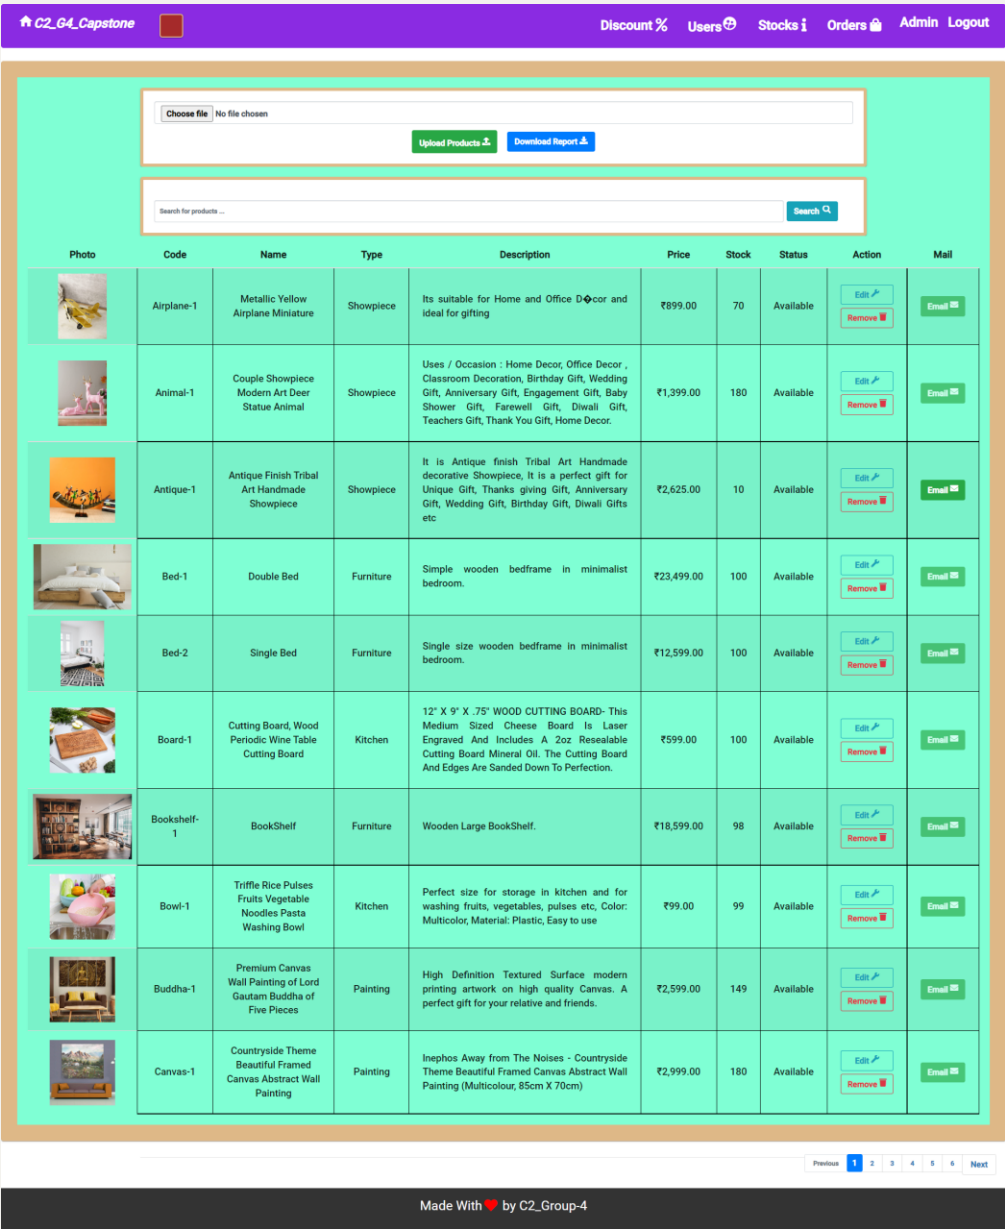 C2_G4_Capstone Discount % Users Stocks i Orders Admin Logout
Choose file No file chosen
Upload Products Download Report
Search for products ... Search
Photo Code Name Type Description Price Stock Status Action Mail
Airplane-1
Metallic Yellow
Airplane Miniature
Showpiece
Its suitable for Home and Office D�cor and
ideal for gifting
₹899.00
70
Available
Edit
Remove
Email
Animal-1
Couple Showpiece
Modern Art Deer
Statue Animal
Showpiece
Uses / Occasion : Home Decor, Office Decor ,
Classroom Decoration, Birthday Gift, Wedding
Gift, Anniversary Gift, Engagement Gift, Baby
Shower Gift, Farewell Gift, Diwali Gift,
Teachers Gift, Thank You Gift, Home Decor.
₹1,399.00
180
Available
Edit
Remove
Email
Antique-1
Antique Finish Tribal
Art Handmade
Showpiece
Showpiece
It is Antique finish Tribal Art Handmade
decorative Showpiece, It is a perfect gift for
Unique Gift, Thanks giving Gift, Anniversary
Gift, Wedding Gift, Birthday Gift, Diwali Gifts
etc
₹2,625.00
10
Available
Edit
Remove
Email
Bed-1
Double Bed
Furniture
Simple wooden bedframe in minimalist
bedroom.
₹23,499.00
100
Available
Edit
Remove
Email
Bed-2
Single Bed
Furniture
Single size wooden bedframe in minimalist
bedroom.
₹12,599.00
100
Available
Edit
Remove
Email
Board-1
Cutting Board, Wood
Periodic Wine Table
Cutting Board
Kitchen
12" X 9" X .75" WOOD CUTTING BOARD- This
Medium Sized Cheese Board Is Laser
Engraved And Includes A 2oz Resealable
Cutting Board Mineral Oil. The Cutting Board
And Edges Are Sanded Down To Perfection.
₹599.00
100
Available
Edit
Remove
Email
Bookshelf-
1
BookShelf
Furniture
Wooden Large BookShelf.
₹18,599.00
98
Available
Edit
Remove
Email
Bowl-1
Triffle Rice Pulses
Fruits Vegetable
Noodles Pasta
Washing Bowl
Kitchen
Perfect size for storage in kitchen and for
washing fruits, vegetables, pulses etc, Color:
Multicolor, Material: Plastic, Easy to use
₹99.00
99
Available
Edit
Remove
Email
Buddha-1
Premium Canvas
Wall Painting of Lord
Gautam Buddha of
Five Pieces
Painting
High Definition Textured Surface modern
printing artwork on high quality Canvas. A
perfect gift for your relative and friends.
₹2,599.00
149
Available
Edit
Remove
Email
Canvas-1
Countryside Theme
Beautiful Framed
Canvas Abstract Wall
Painting
Painting
Inephos Away from The Noises - Countryside
Theme Beautiful Framed Canvas Abstract Wall
Painting (Multicolour, 85cm X 70cm)
₹2,999.00
180
Available
Edit
Remove
Email
Previous 1 2 3 4 5 6 Next
Made With ❤ by C2_Group-4